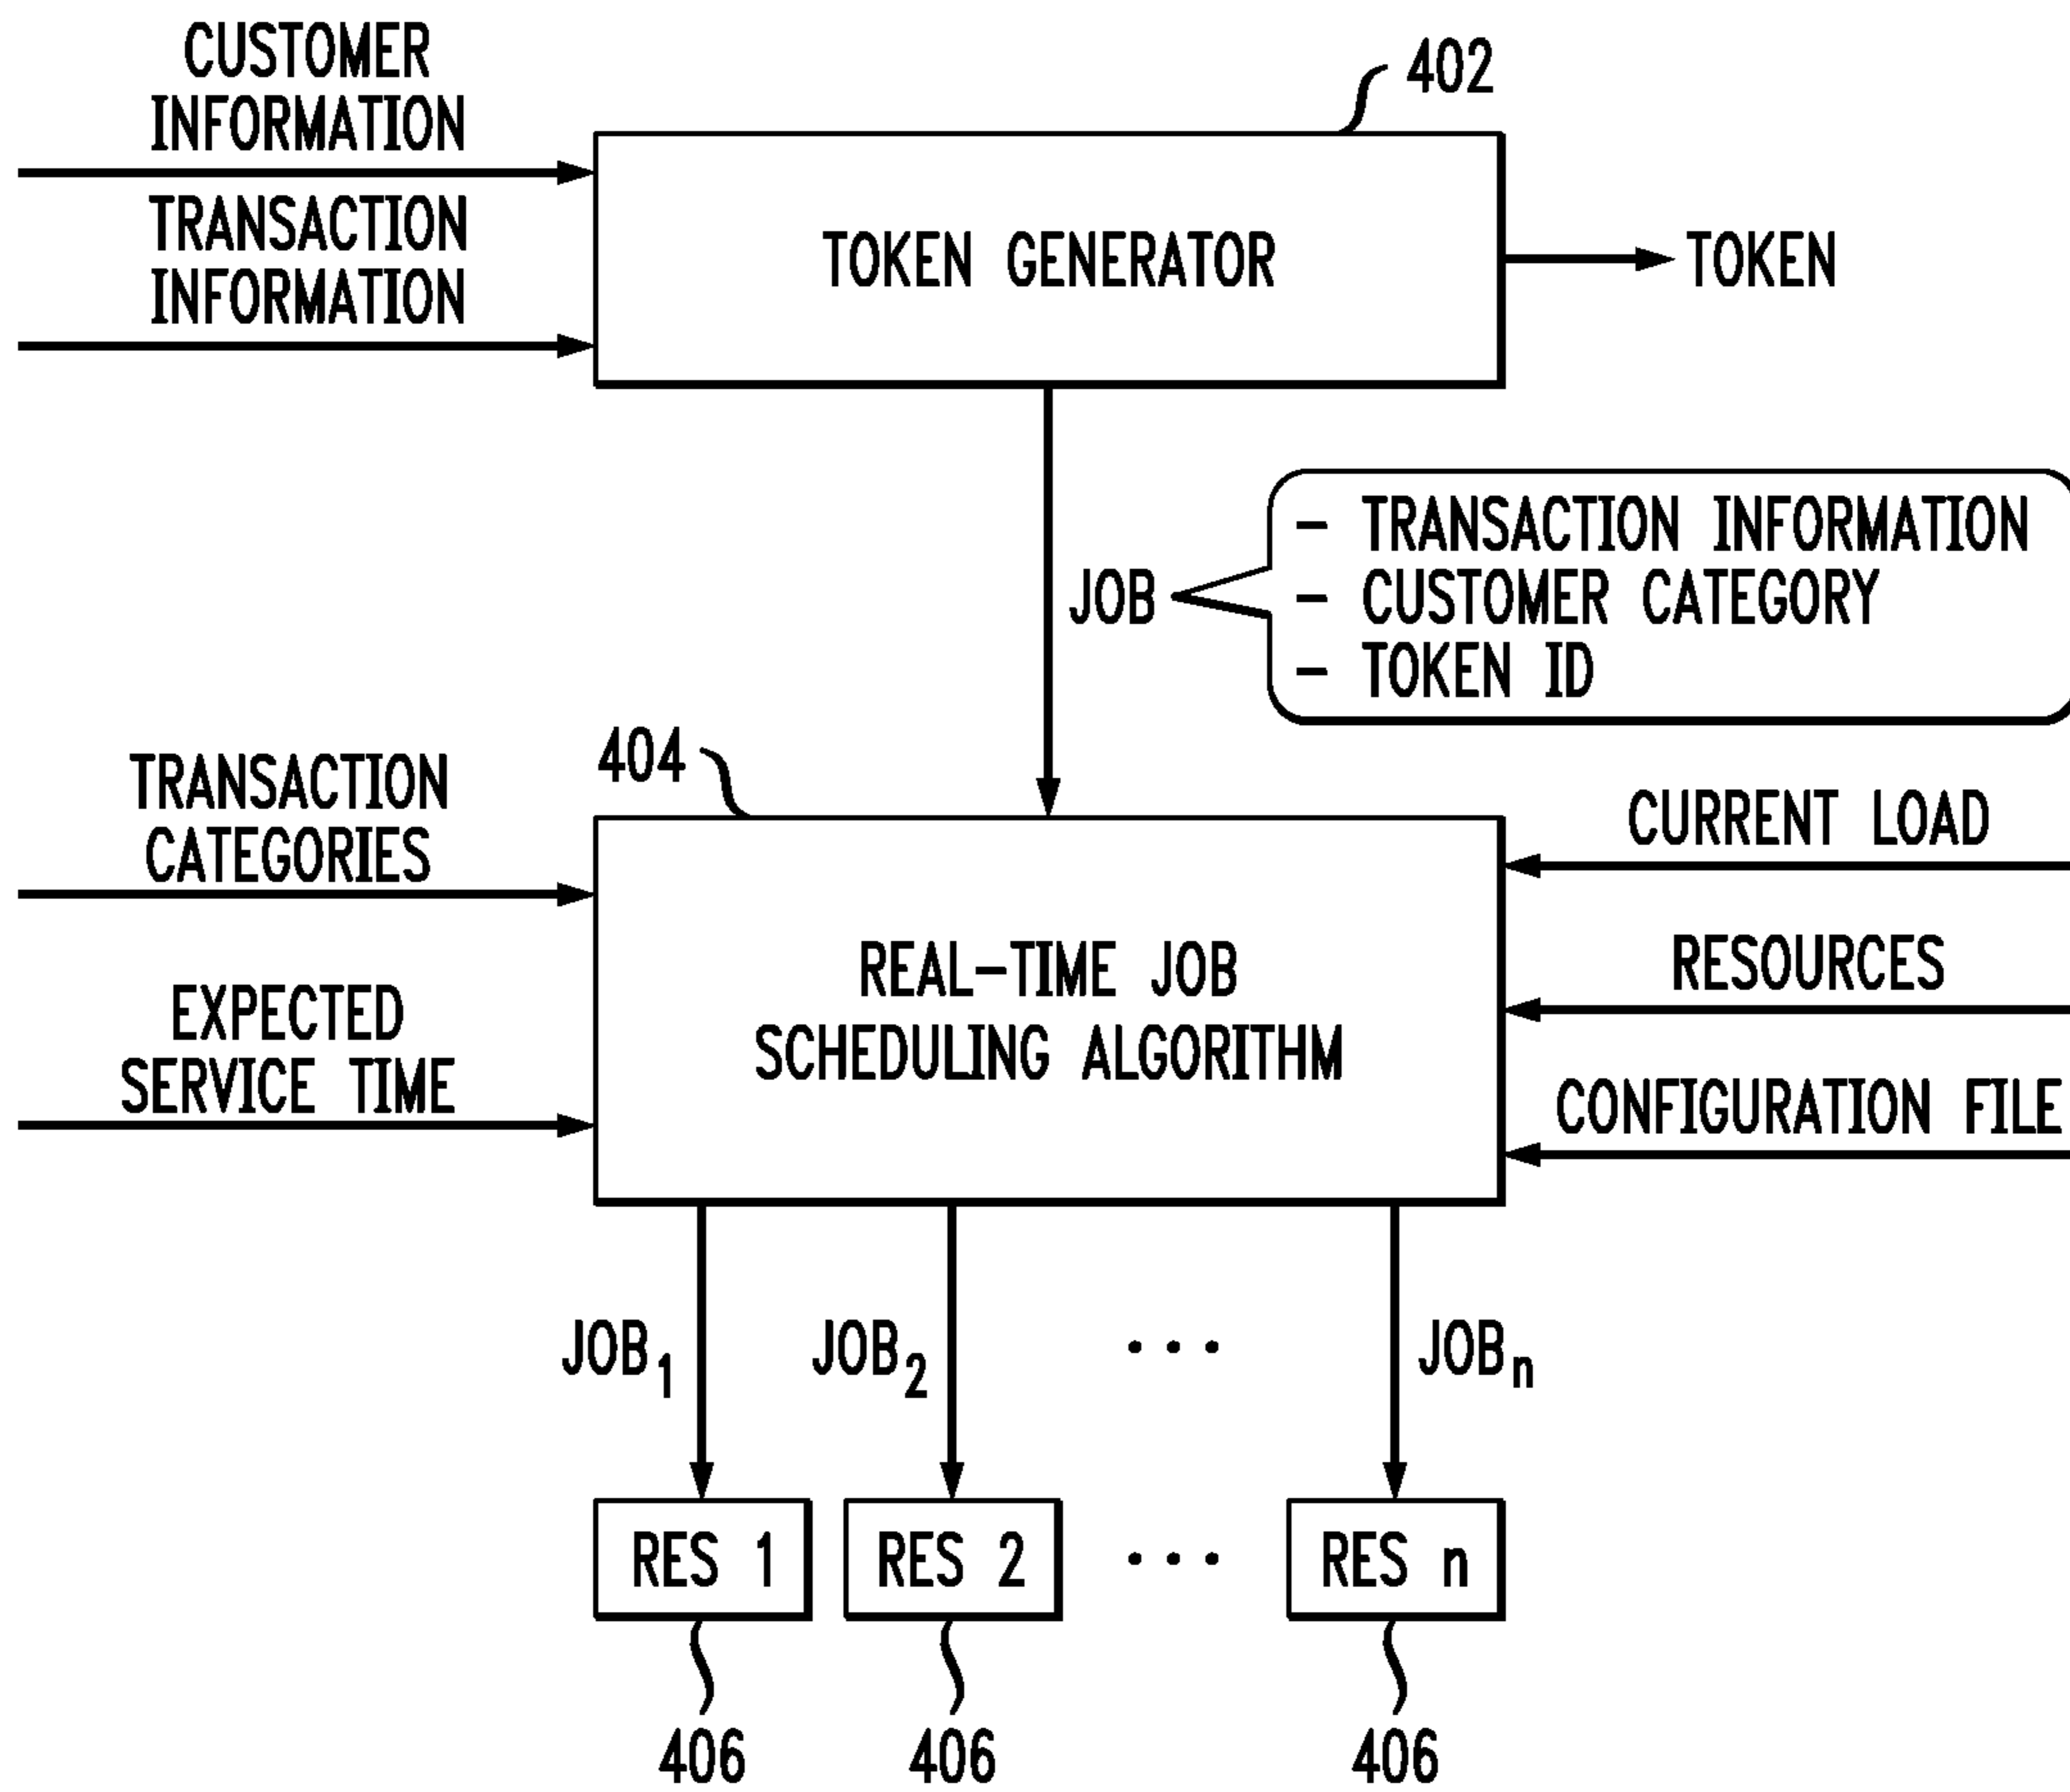 CUSTOMER
INFORMATION
402
TRANSACTION
INFORMATION
TOKEN GENERATOR
TOKEN
JOB
- TRANSACTION INFORMATION
- CUSTOMER CATEGORY
- TOKEN ID
404
TRANSACTION
CATEGORIES
CURRENT LOAD
EXPECTED
SERVICE TIME
REAL-TIME JOB
SCHEDULING ALGORITHM
RESOURCES
CONFIGURATION FILE
JOB1
JOB2
...
JOBn
RES 1
RES 2
...
RES n
406
406
406